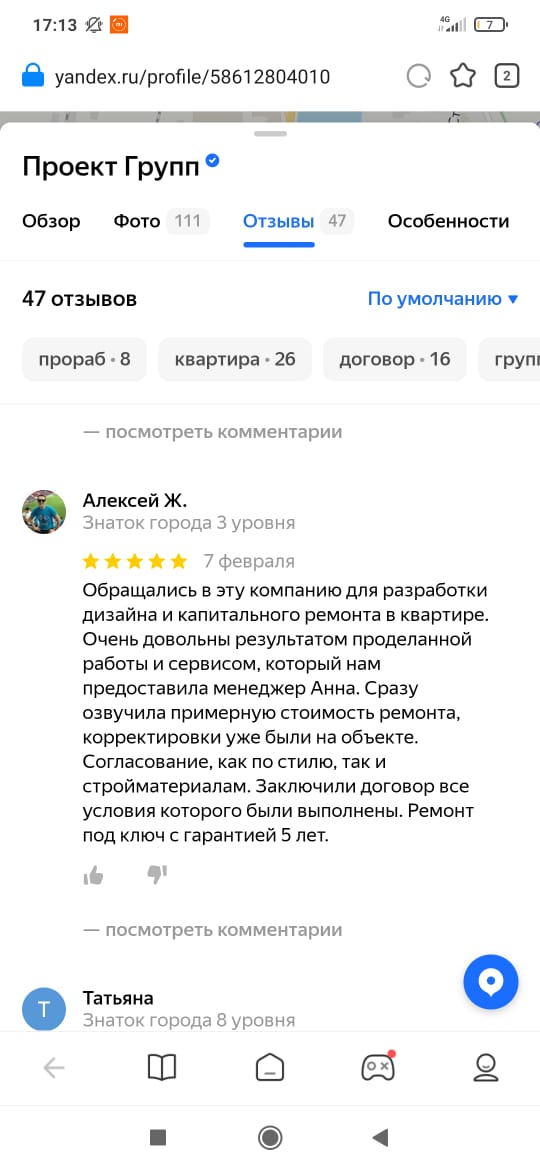 17:13
4G
7
yandex.ru/profile/58612804010
2
Проект Групп
Обзор Фото 111 Отзывы 47 Особенности
47 отзывов По умолчанию
прораб • 8 квартира • 26 договор • 16 груп
— посмотреть комментарии
Алексей Ж.
Знаток города 3 уровня
7 февраля
Обращались в эту компанию для разработки
дизайна и капитального ремонта в квартире.
Очень довольны результатом проделанной
работы и сервисом, который нам
предоставила менеджер Анна. Сразу
озвучила примерную стоимость ремонта,
корректировки уже были на объекте.
Согласование, как по стилю, так и
стройматериалам. Заключили договор все
условия которого были выполнены. Ремонт
под ключ с гарантией 5 лет.
— посмотреть комментарии
Т
Татьяна
Знаток города 8 уровня